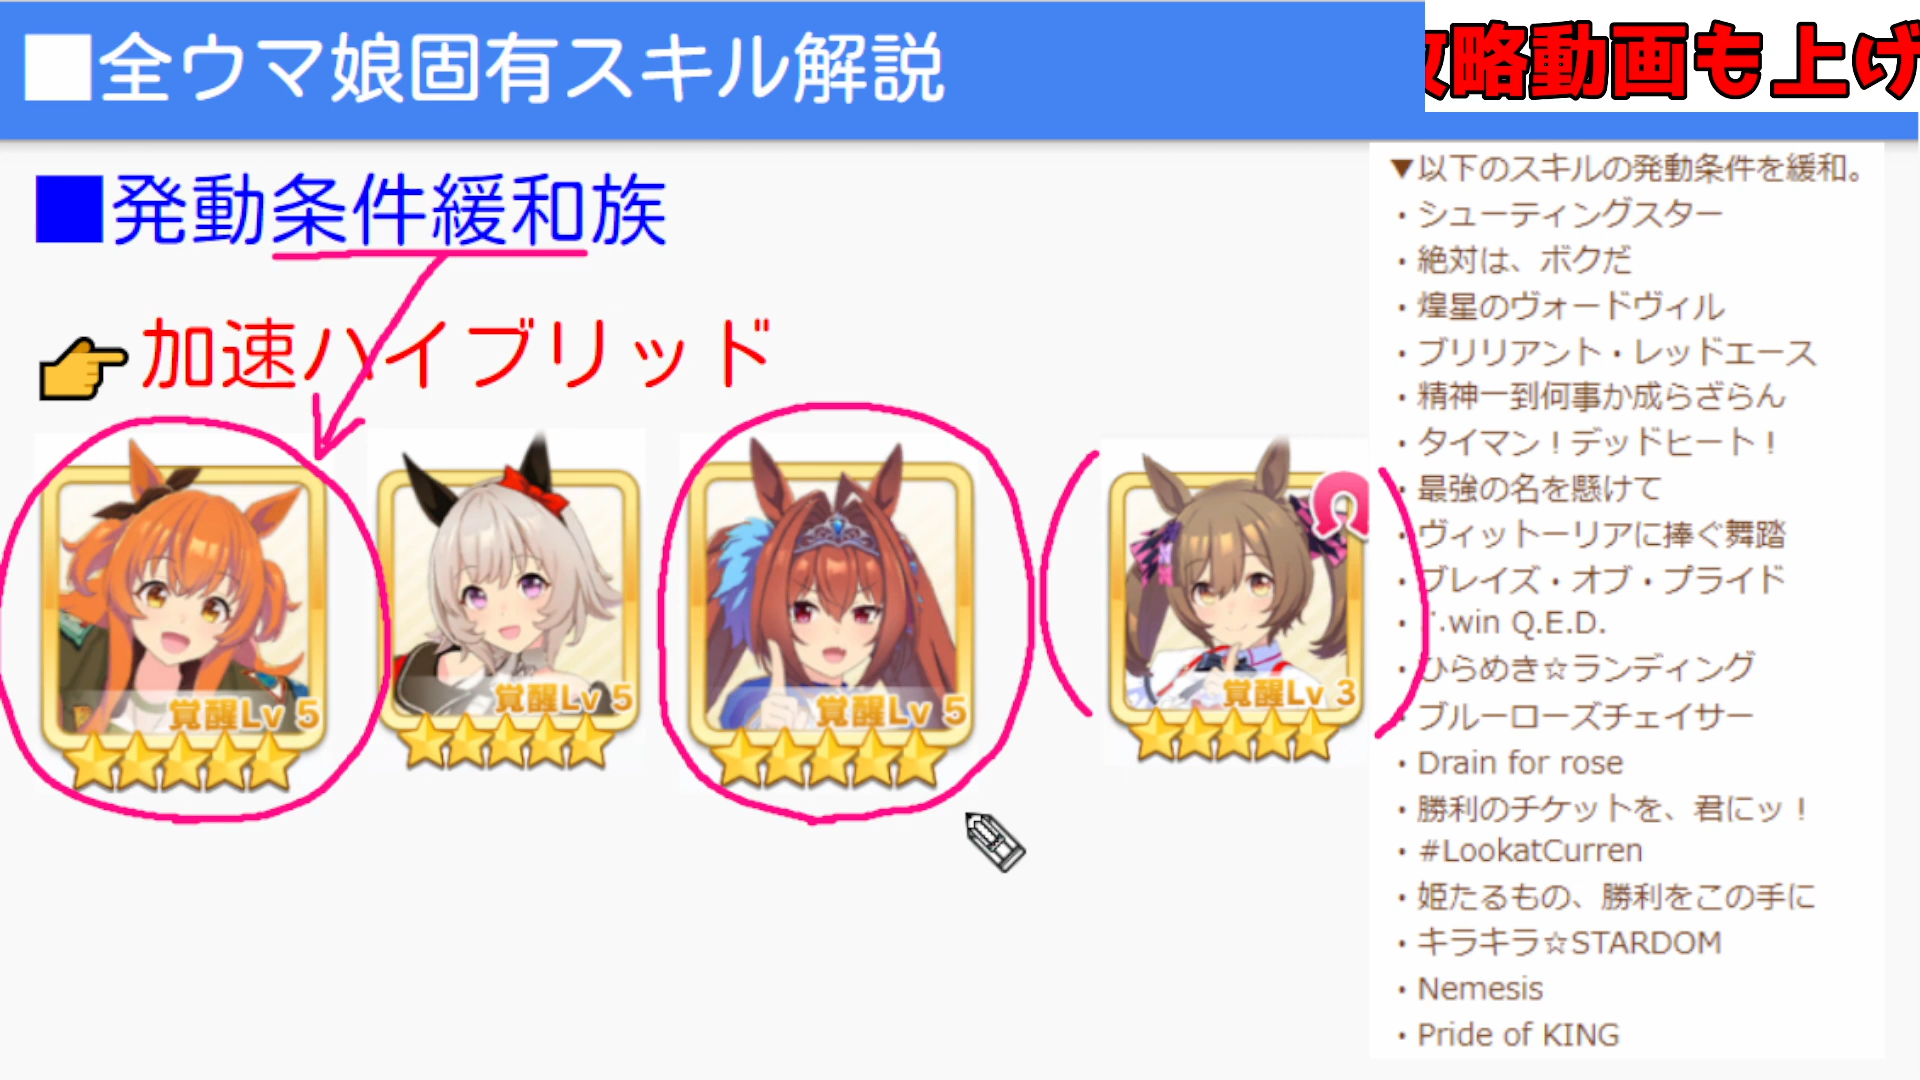 ■全ウマ娘固有スキル解説
攻略動画も上げ
■発動条件緩和族
加速ハイブリッド
覚醒Lv 5
覚醒Lv 5
覚醒Lv 5
覚醒Lv 3
▼以下のスキルの発動条件を緩和。
・シューティングスター
・絶対は、ボクだ
・煌星のヴォードヴィル
・ブリリアント・レッドエース
・精神一到何事か成らざらん
・タイマン！デッドヒート！
・最強の名を懸けて
・ヴィットーリアに捧ぐ舞踏
・ブレイズ・オブ・プライド
・∴win Q.E.D.
・ひらめき☆ランディング
・ブルーローズチェイサー
・Drain for rose
・勝利のチケットを、君にッ！
・#LookatCurren
・姫たるもの、勝利をこの手に
・キラキラ☆STARDOM
・Nemesis
・Pride of KING